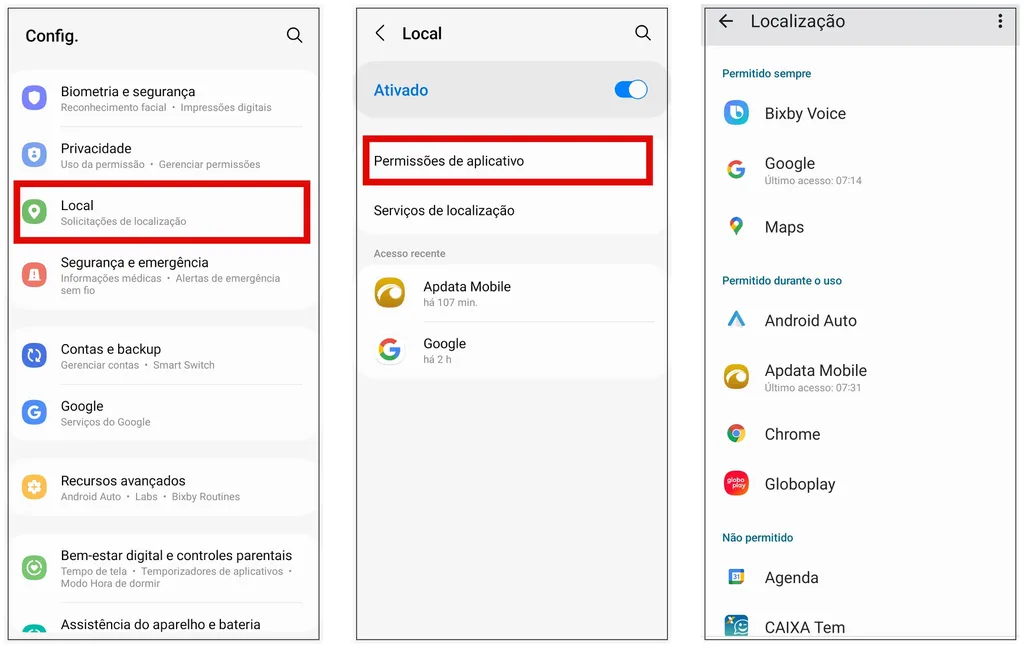 Config.
Biometria e segurança
Reconhecimento facial • Impressões digitais
Privacidade
Uso da permissão • Gerenciar permissões
Local
Solicitações de localização
Segurança e emergência
Informações médicas • Alertas de emergência
sem fio
Contas e backup
Gerenciar contas • Smart Switch
Google
Serviços do Google
Recursos avançados
Android Auto • Labs • Bixby Routines
Bem-estar digital e controles parentais
Tempo de tela • Temporizadores de aplicativos •
Modo Hora de dormir
Assistência do aparelho e bateria
Local
Ativado
Permissões de aplicativo
Serviços de localização
Acesso recente
Apdata Mobile
há 107 min.
Google
há 2 h
Localização
Permitido sempre
Bixby Voice
Google
Último acesso: 07:14
Maps
Permitido durante o uso
Android Auto
Apdata Mobile
Último acesso: 07:31
Chrome
globo
play
Globoplay
Não permitido
31
Agenda
CAIXA Tem